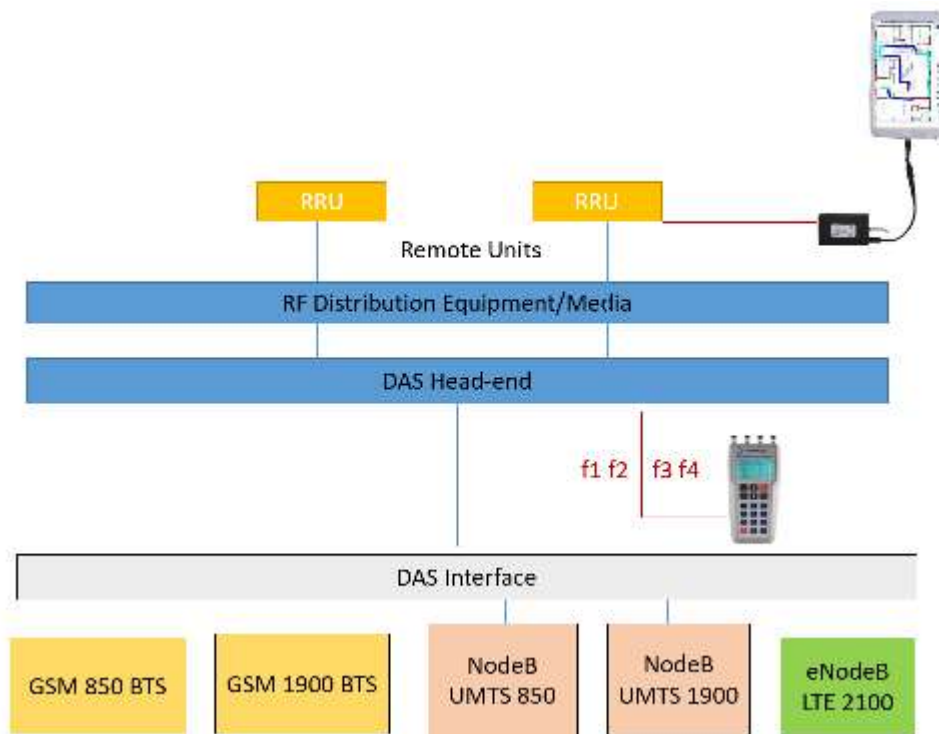 RRU
RRU
Remote Units
RF Distribution Equipment/Media
DAS Head-end
f1 f2
f3 f4
DAS Interface
GSM 850 BTS
GSM 1900 BTS
NodeB
UMTS 850
NodeB
UMTS 1900
eNodeB
LTE 2100